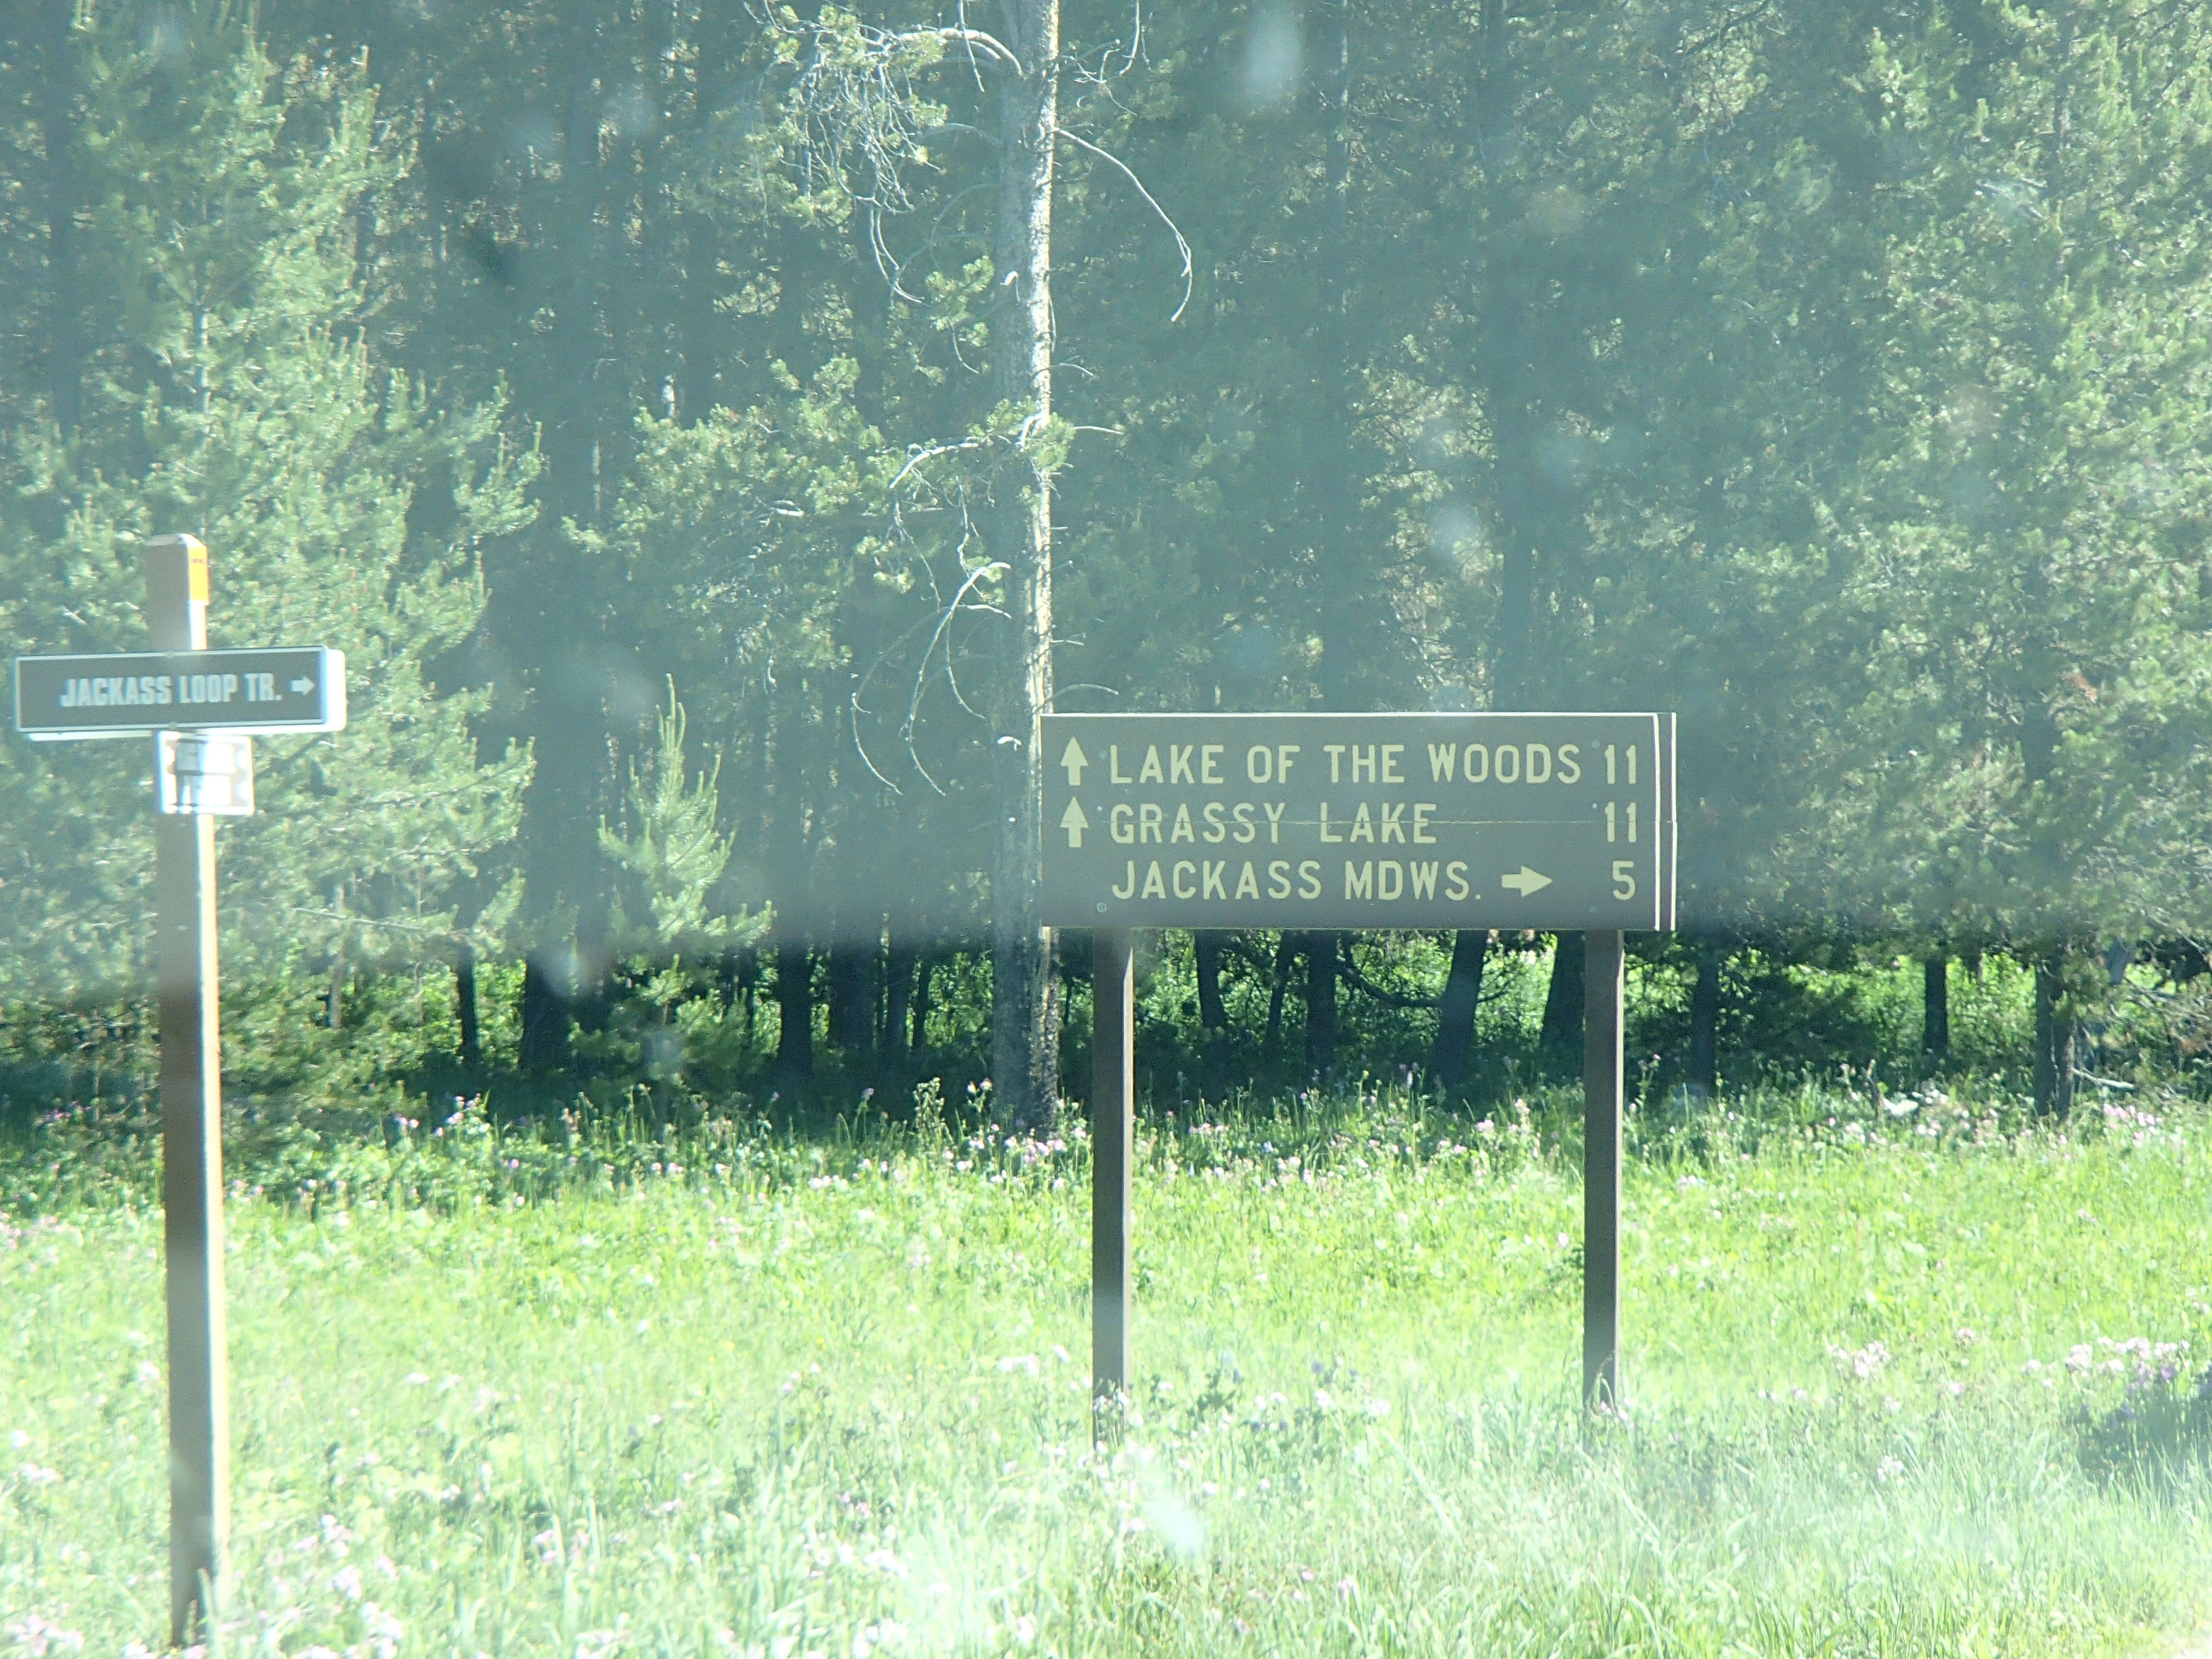 JACKASS LOOP TR. →
↑ LAKE OF THE WOODS 11
↑ GRASSY LAKE 11
JACKASS MDWS. → 5